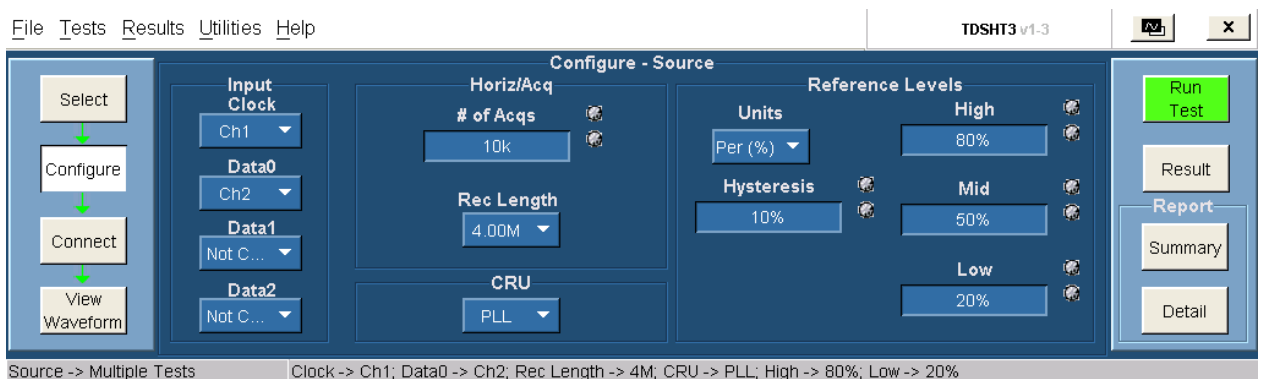 File Tests Results Utilities Help
TDSHT3 v1-3
x
Configure - Source
Select
Configure
Connect
View
Waveform
Input
Clock
Ch1
Data0
Ch2
Data1
Not C...
Data2
Not C...
Horiz/Acq
# of Acqs
10k
Rec Length
4.00M
CRU
PLL
Reference Levels
Units
Per (%)
Hysteresis
10%
High
80%
Mid
50%
Low
20%
Run
Test
Result
Report
Summary
Detail
Source -> Multiple Tests
Clock -> Ch1; Data0 -> Ch2; Rec Length -> 4M; CRU -> PLL; High -> 80%; Low -> 20%